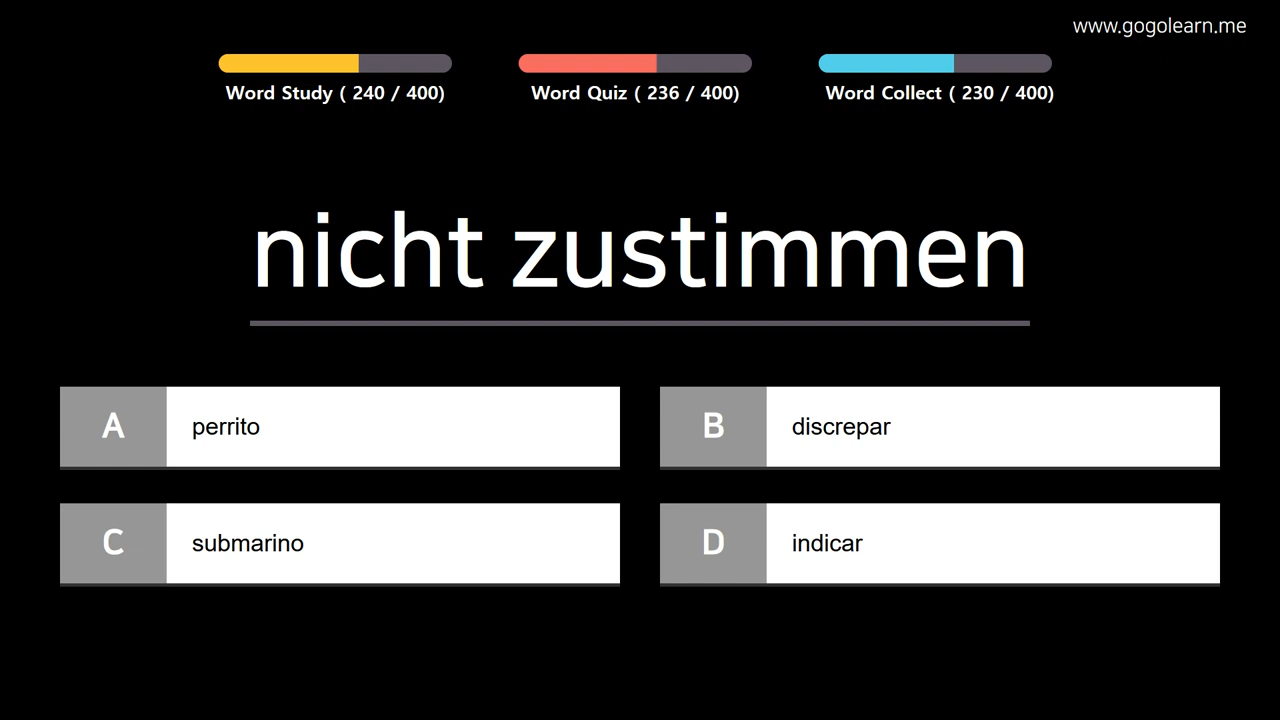 www.gogolearn.me
Word Study ( 240 / 400)
Word Quiz ( 236 / 400)
Word Collect ( 230 / 400)
nicht zustimmen
A perrito
B discrepar
C submarino
D indicar